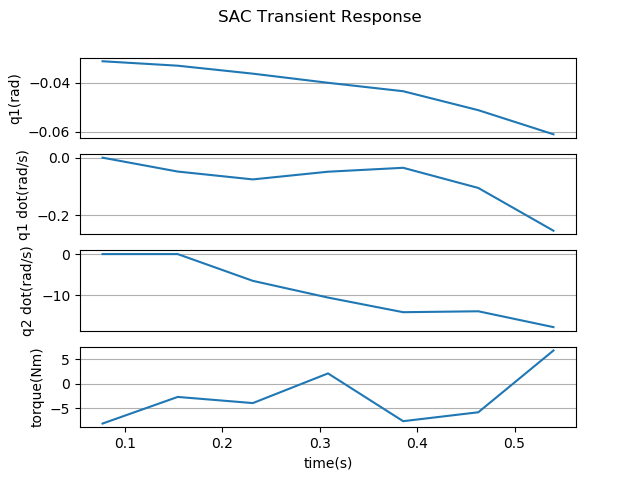 SAC Transient Response
q1(rad)
−0.04
−0.06
q1 dot(rad/s)
0.0
−0.2
q2 dot(rad/s)
0
−10
torque(Nm)
5
0
−5
0.1 0.2 0.3 0.4 0.5
time(s)